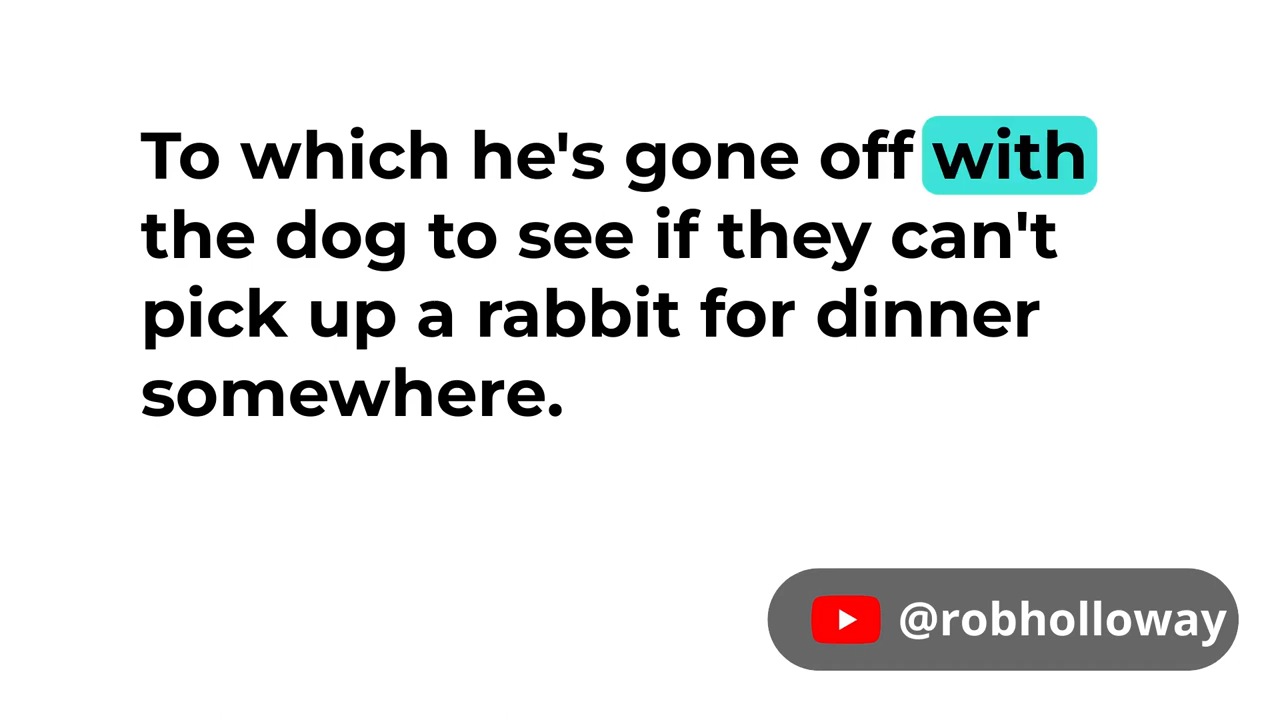 To which he's gone off with
the dog to see if they can't
pick up a rabbit for dinner
somewhere.
@robholloway